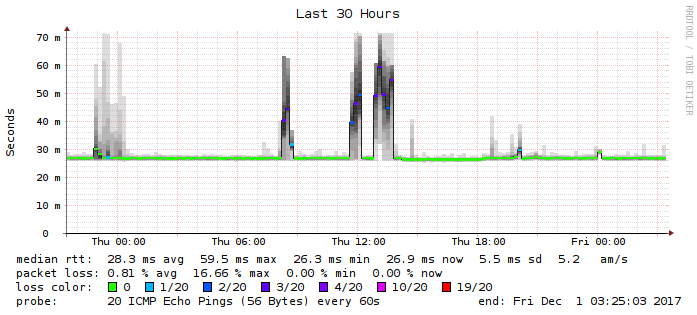 Last 30 Hours
RRDTOOL / TOBI OETIKER
Seconds
70 m
60 m
50 m
40 m
30 m
20 m
10 m
0
Thu 00:00 Thu 06:00 Thu 12:00 Thu 18:00 Fri 00:00
median rtt: 28.3 ms avg 59.5 ms max 26.3 ms min 26.9 ms now 5.5 ms sd 5.2 am/s
packet loss: 0.81 % avg 16.66 % max 0.00 % min 0.00 % now
loss color: 0 1/20 2/20 3/20 4/20 10/20 19/20
probe: 20 ICMP Echo Pings (56 Bytes) every 60s end: Fri Dec 1 03:25:03 2017